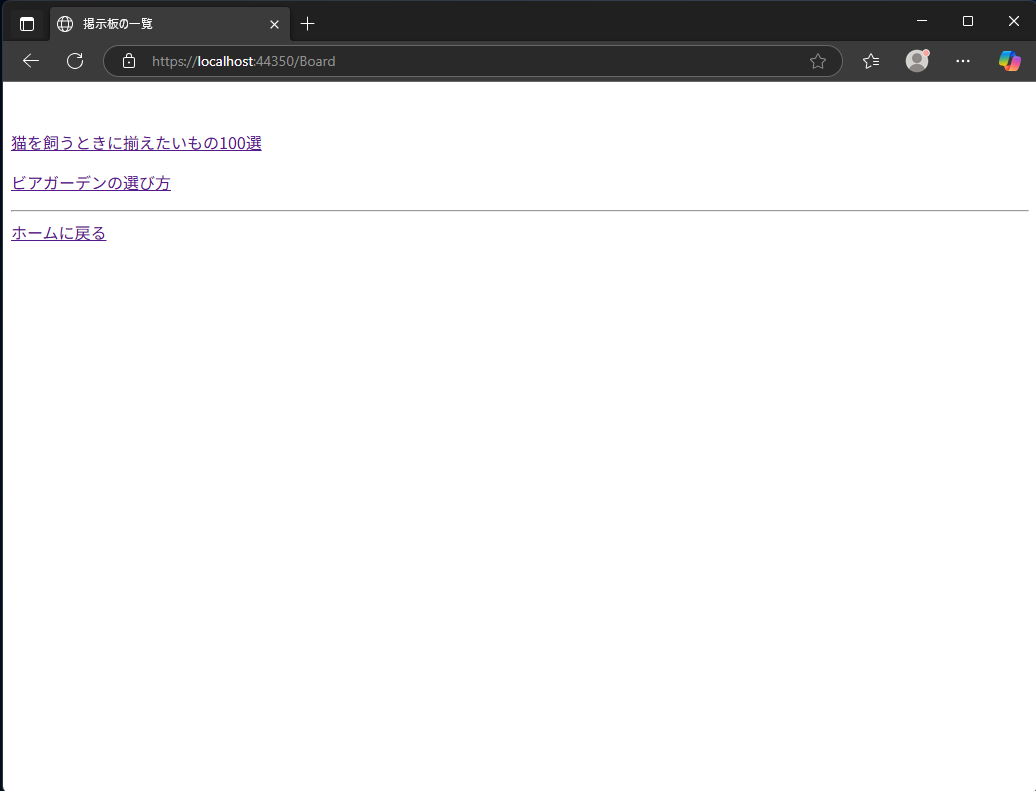 掲示板の一覧
https://localhost:44350/Board
猫を飼うときに揃えたいもの100選
ビアガーデンの選び方
ホームに戻る